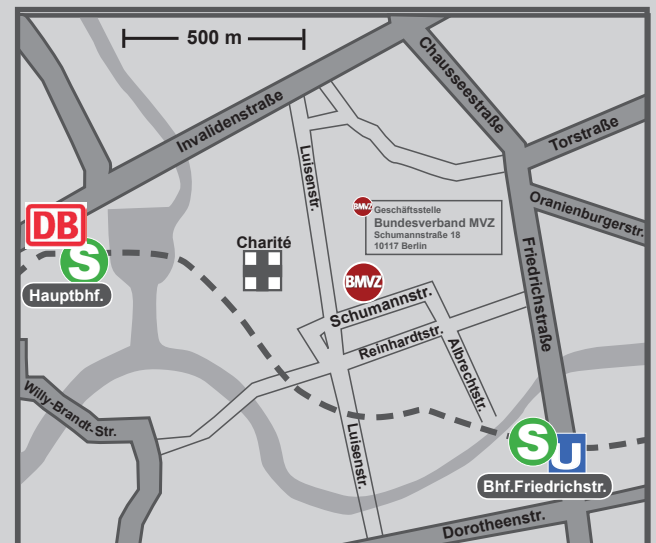 500 m
Chausseestraße
Invalidenstraße
Torstraße
Luisenstr.
Oranienburgerstr.
BMVZ
Geschäftsstelle
Bundesverband MVZ
Schumannstraße 18
10117 Berlin
DB
S
Hauptbhf.
Charité
BMVZ
Friedrichstraße
Schumannstr.
Reinhardtstr.
Albrechtstr.
Willy-Brandt-Str.
Luisenstr.
S
U
Bhf.Friedrichstr.
Dorotheenstr.